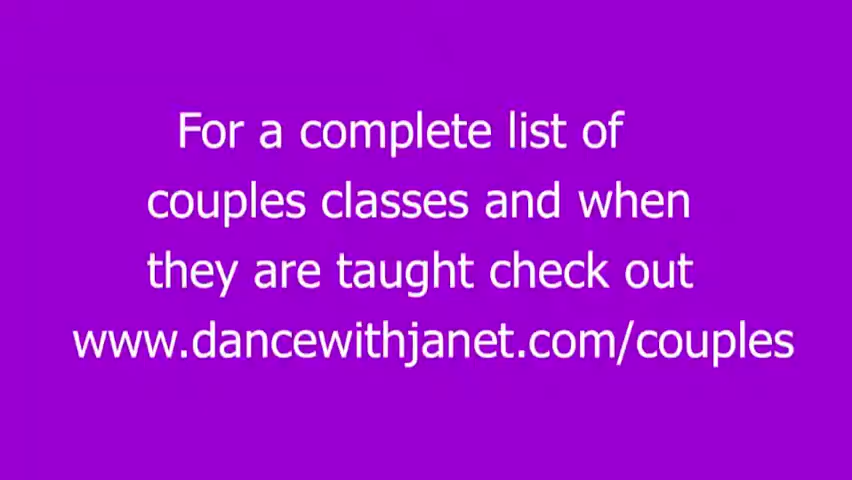 For a complete list of
couples classes and when
they are taught check out
www.dancewithjanet.com/couples